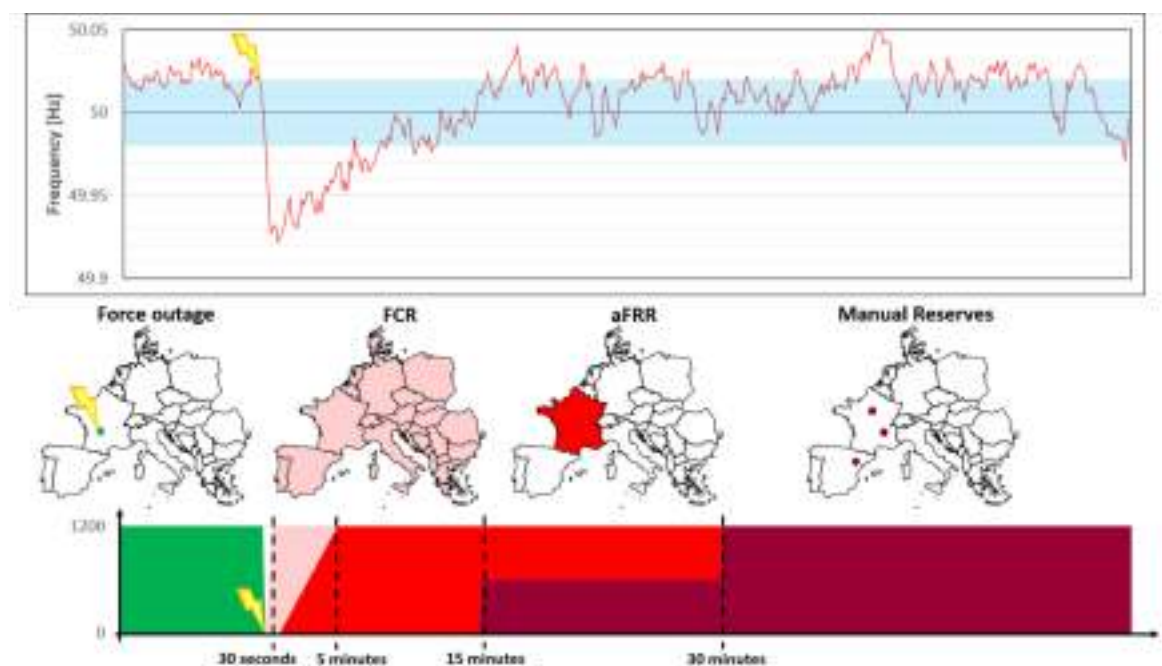 50.05
50
49.95
49.9
Frequency [Hz]
Force outage FCR aFRR Manual Reserves
1200
0
30 seconds 5 minutes 15 minutes 30 minutes